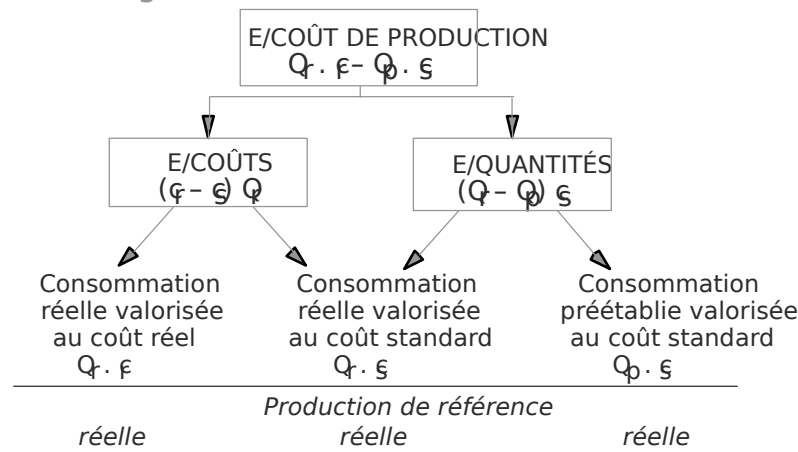 E/COÛT DE PRODUCTION
Qr . cr – Qp . cs
E/COÛTS
(cr – cs) Qr
E/QUANTITÉS
(Qr – Qp) cs
Consommation
réelle valorisée
au coût réel
Qr . cr
Consommation
réelle valorisée
au coût standard
Qr . cs
Consommation
préétablie valorisée
au coût standard
Qp . cs
Production de référence
réelle réelle réelle